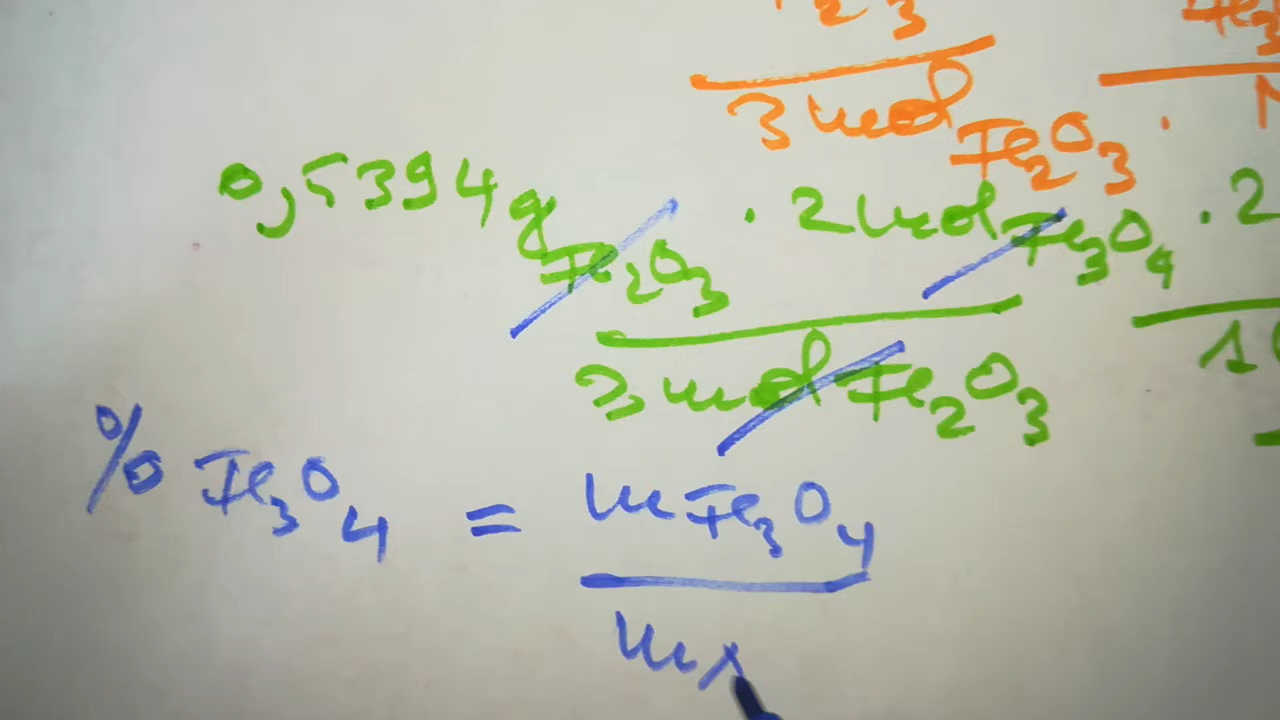 3 mol Fe2O3 ·
0,5394 g Fe2O3 · 2 mol Fe3O4 · 2
3 mol Fe2O3
% Fe3O4 = m Fe3O4
m